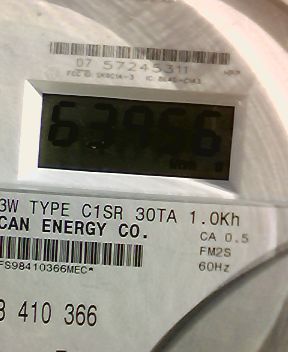 07 57245311
63966
3W TYPE C1SR 30TA 1.0Kh
CAN ENERGY CO.
CA 0.5
FM2S
60Hz
FS98410366MEC*
8 410 366